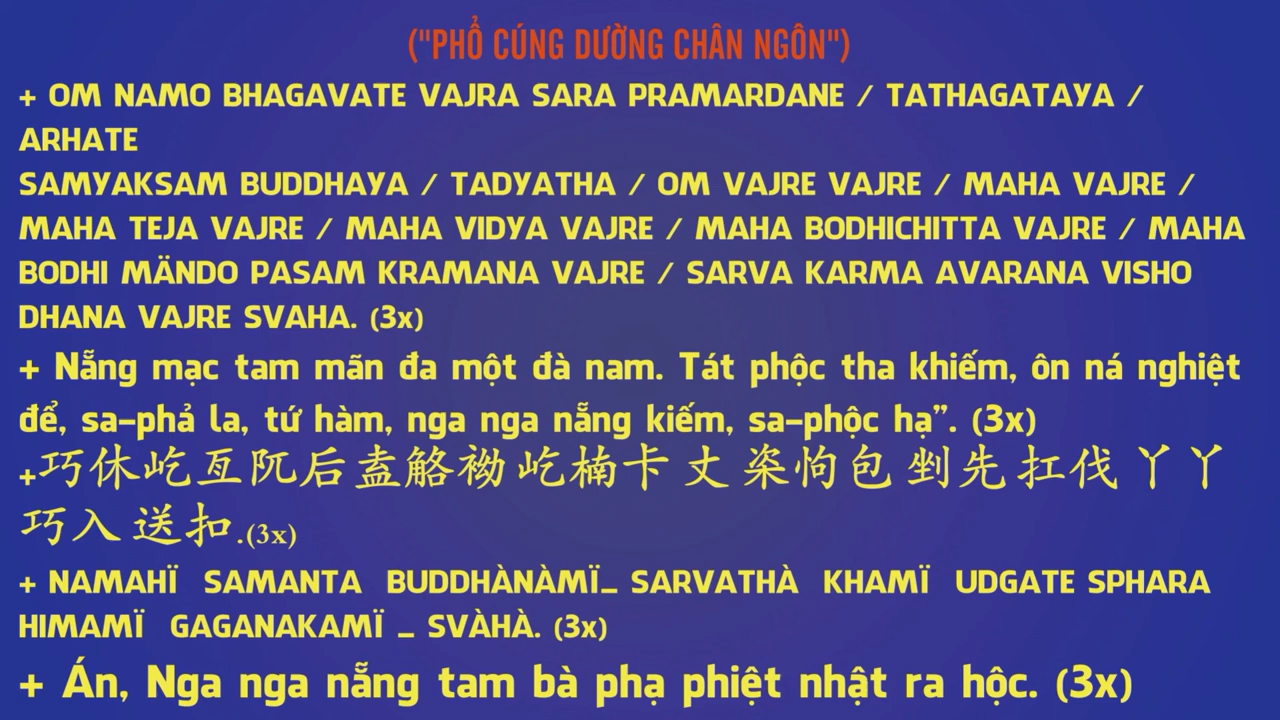 ("PHỔ CÚNG DƯỜNG CHÂN NGÔN")
+ OM NAMO BHAGAVATE VAJRA SARA PRAMARDANE / TATHAGATAYA /
ARHATE
SAMYAKSAM BUDDHAYA / TADYATHA / OM VAJRE VAJRE / MAHA VAJRE /
MAHA TEJA VAJRE / MAHA VIDYA VAJRE / MAHA BODHICHITTA VAJRE / MAHA
BODHI MÄNDO PASAM KRAMANA VAJRE / SARVA KARMA AVARANA VISHO
DHANA VAJRE SVAHA. (3x)
+ Nẵng mạc tam mãn đa một đà nam. Tát phộc tha khiếm, ôn ná nghiệt
để, sa-phả la, tứ hàm, nga nga nẵng kiếm, sa-phộc hạ”. (3x)
+巧休屹亙阢后盍觡袎屹楠卡丈栥怐包剉先扛伐丫丫
巧入送扣.(3x)
+ NAMAHÏ SAMANTA BUDDHÀNÀMÏ_ SARVATHÀ KHAMÏ UDGATE SPHARA
HIMAMÏ GAGANAKAMÏ _ SVÀHÀ. (3x)
+ Án, Nga nga nẵng tam bà phạ phiệt nhật ra hộc. (3x)